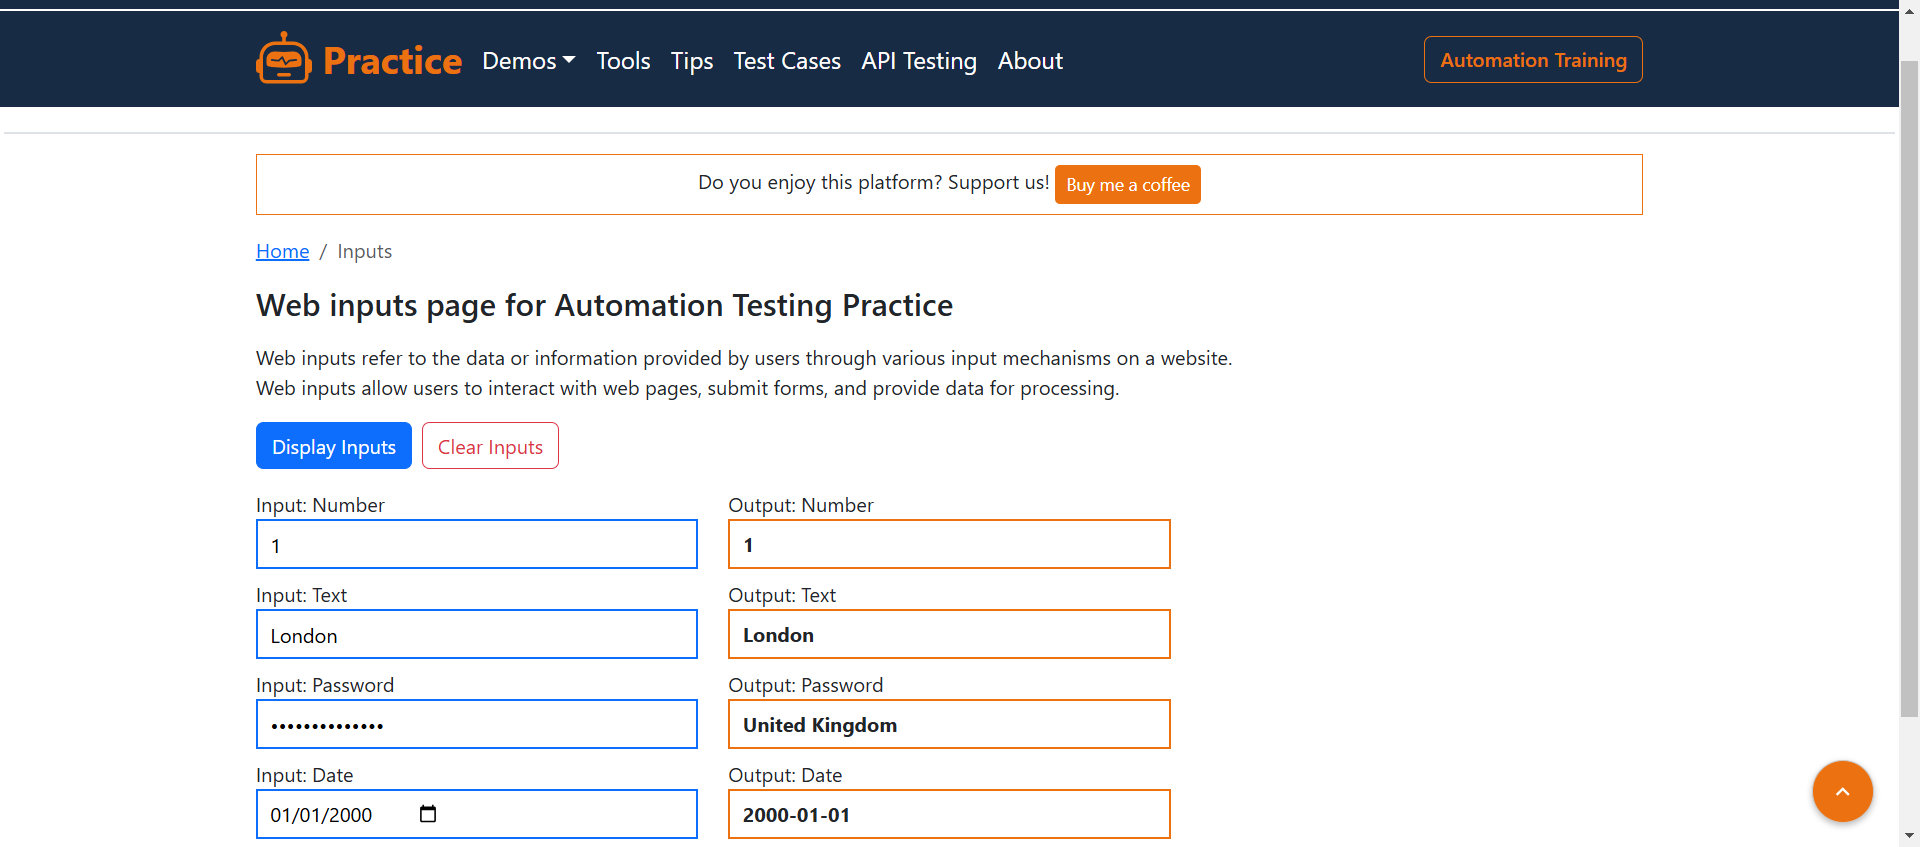 Practice Demos Tools Tips Test Cases API Testing About Automation Training
Do you enjoy this platform? Support us! Buy me a coffee
Home / Inputs
Web inputs page for Automation Testing Practice
Web inputs refer to the data or information provided by users through various input mechanisms on a website.
Web inputs allow users to interact with web pages, submit forms, and provide data for processing.
Display Inputs Clear Inputs
Input: Number Output: Number
1 1
Input: Text Output: Text
London London
Input: Password Output: Password
•••••••••••••• United Kingdom
Input: Date Output: Date
01/01/2000 2000-01-01